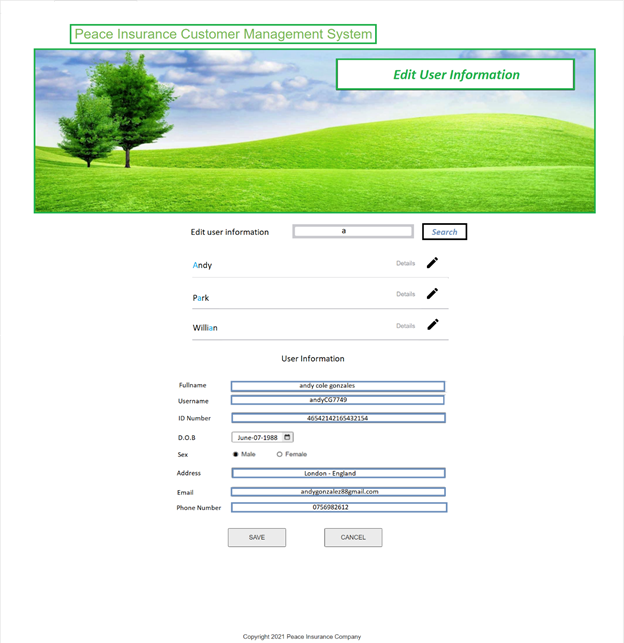 Peace Insurance Customer Management System
Edit User Information
Edit user information a Search
Andy Details
Park Details
Willian Details
User Information
Fullname andy cole gonzales
Username andyCG7749
ID Number 46542142165432154
D.O.B June-07-1988
Sex Male Female
Address London - England
Email andygonzalez88gmail.com
Phone Number 0756982612
SAVE CANCEL
Copyright 2021 Peace Insurance Company